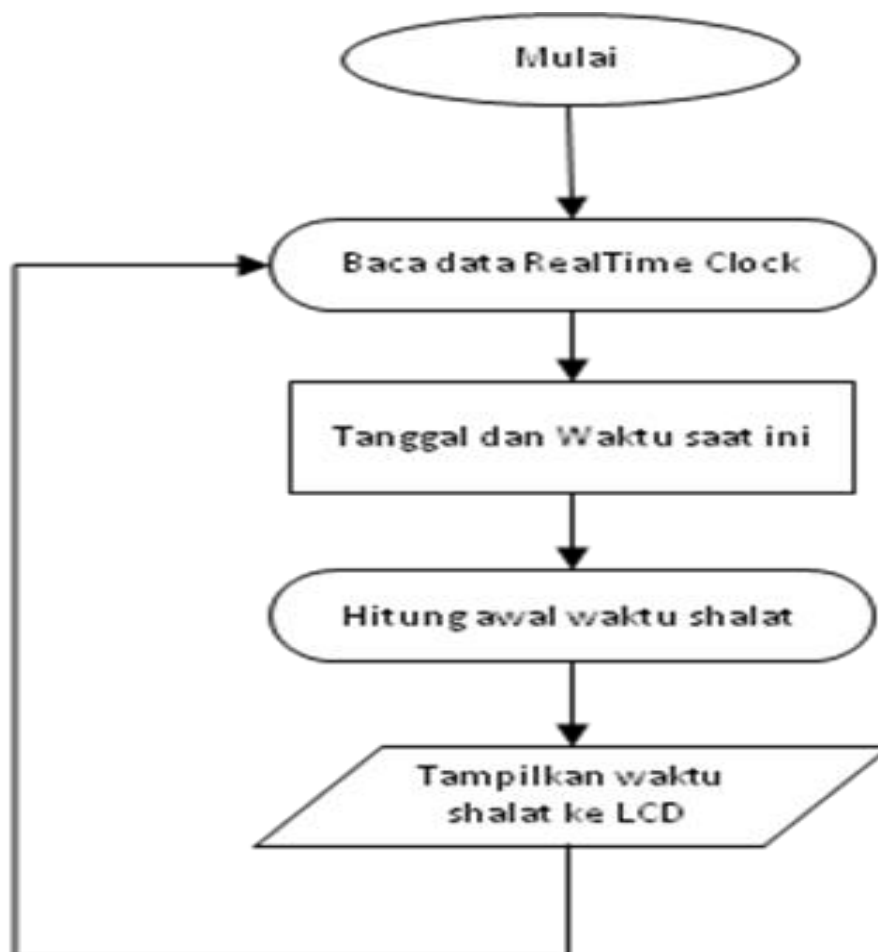 Mulai
Baca data RealTime Clock
Tanggal dan Waktu saat ini
Hitung awal waktu shalat
Tampilkan waktu
shalat ke LCD